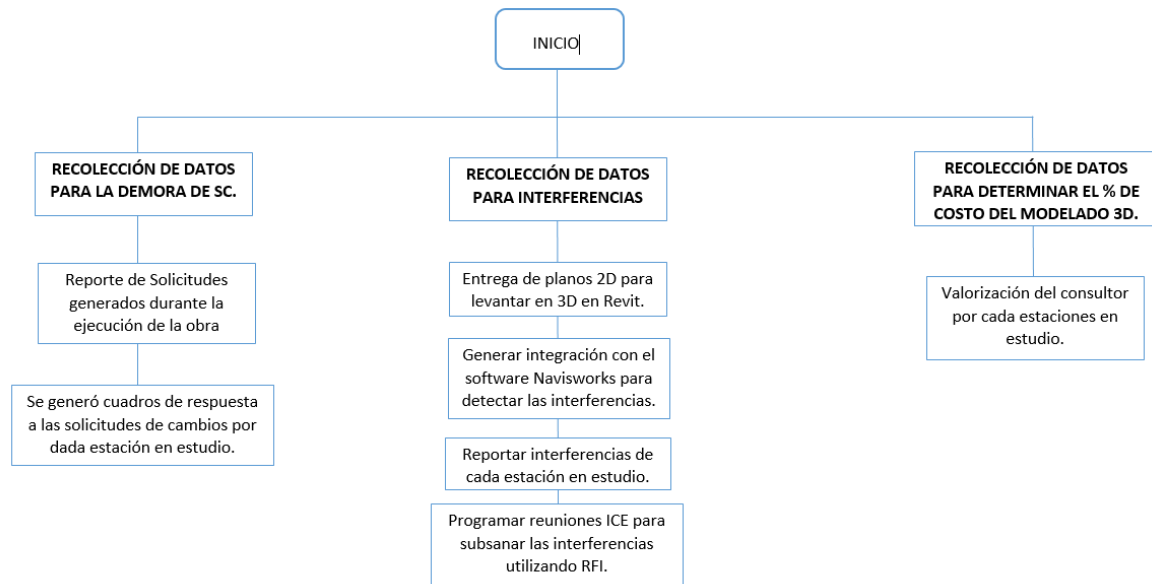 INICIO
RECOLECCIÓN DE DATOS
PARA LA DEMORA DE SC.
Reporte de Solicitudes
generados durante la
ejecución de la obra
Se generó cuadros de respuesta
a las solicitudes de cambios por
dada estación en estudio.
RECOLECCIÓN DE DATOS
PARA INTERFERENCIAS
Entrega de planos 2D para
levantar en 3D en Revit.
Generar integración con el
software Navisworks para
detectar las interferencias.
Reportar interferencias de
cada estación en estudio.
Programar reuniones ICE para
subsanar las interferencias
utilizando RFI.
RECOLECCIÓN DE DATOS
PARA DETERMINAR EL % DE
COSTO DEL MODELADO 3D.
Valorización del consultor
por cada estaciones en
estudio.